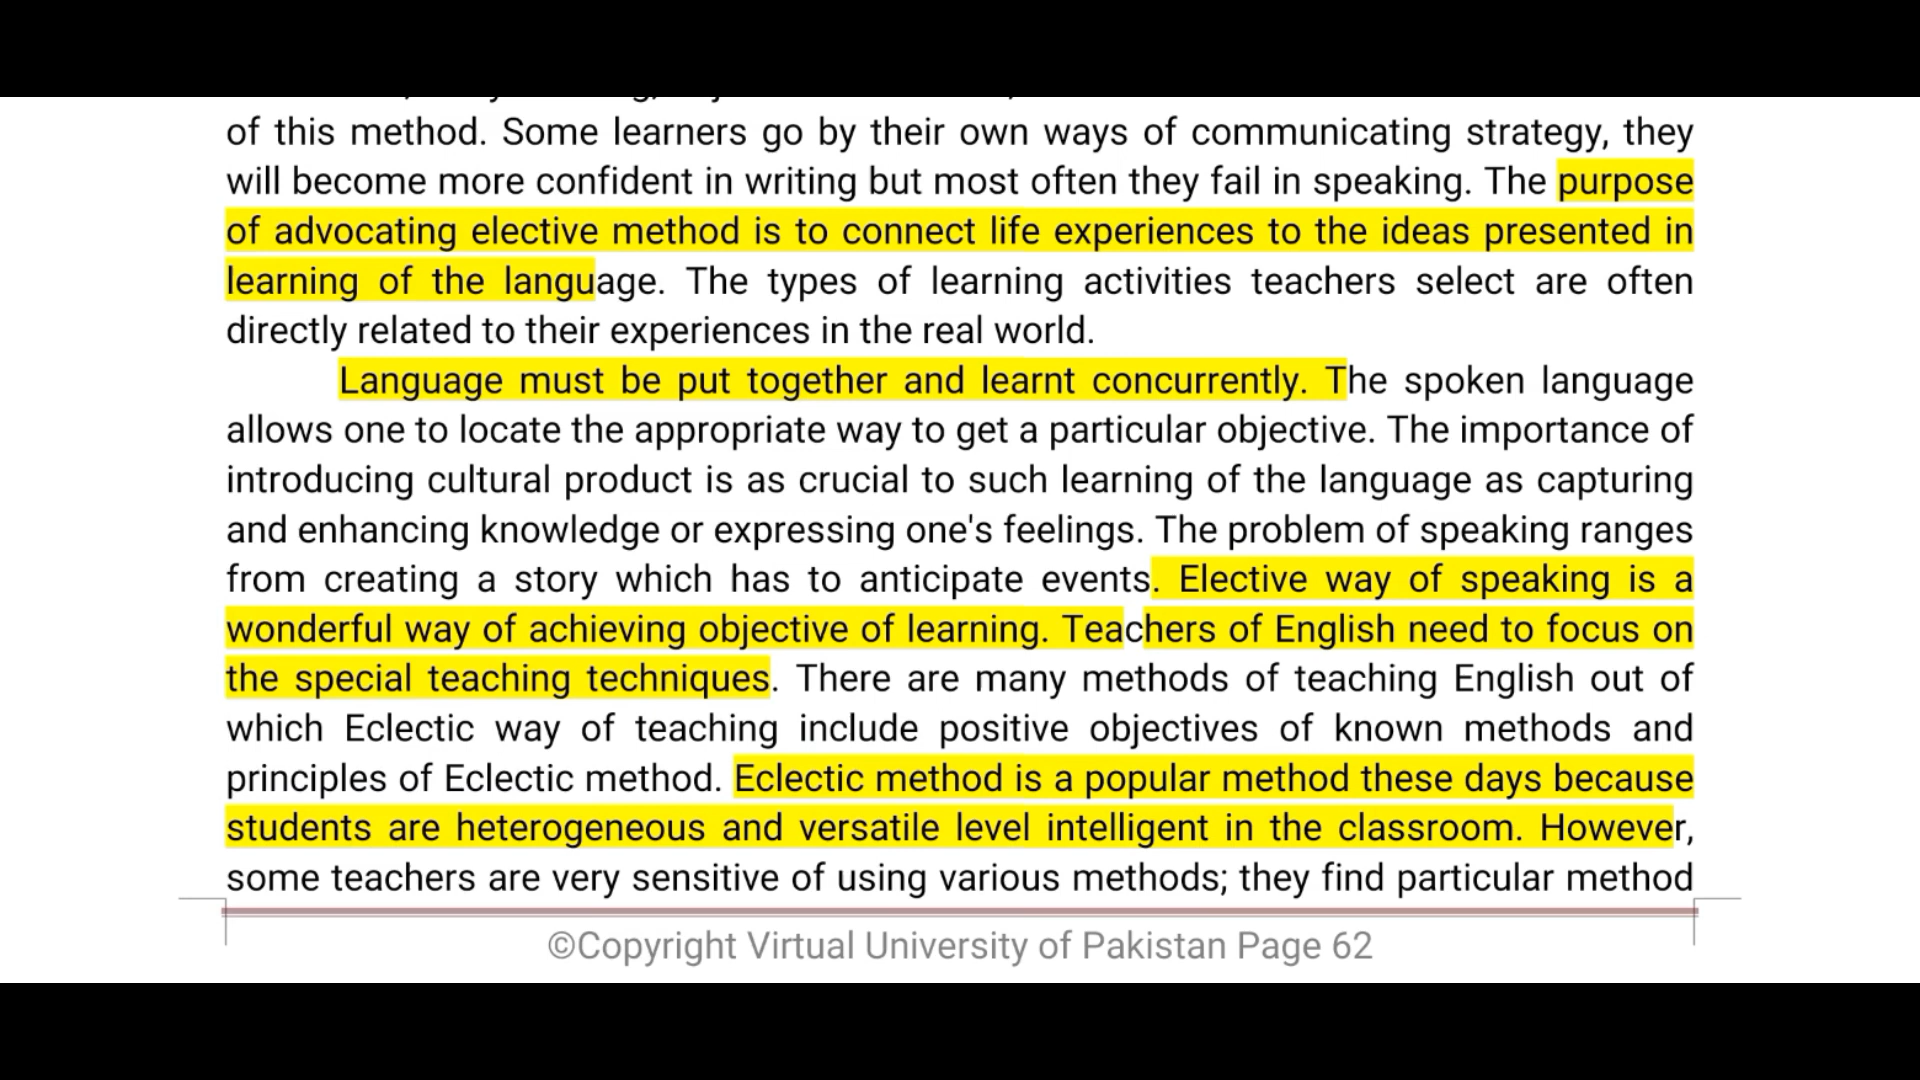 of this method. Some learners go by their own ways of communicating strategy, they
will become more confident in writing but most often they fail in speaking. The purpose
of advocating elective method is to connect life experiences to the ideas presented in
learning of the language. The types of learning activities teachers select are often
directly related to their experiences in the real world.
Language must be put together and learnt concurrently. The spoken language
allows one to locate the appropriate way to get a particular objective. The importance of
introducing cultural product is as crucial to such learning of the language as capturing
and enhancing knowledge or expressing one's feelings. The problem of speaking ranges
from creating a story which has to anticipate events. Elective way of speaking is a
wonderful way of achieving objective of learning. Teachers of English need to focus on
the special teaching techniques. There are many methods of teaching English out of
which Eclectic way of teaching include positive objectives of known methods and
principles of Eclectic method. Eclectic method is a popular method these days because
students are heterogeneous and versatile level intelligent in the classroom. However,
some teachers are very sensitive of using various methods; they find particular method
©Copyright Virtual University of Pakistan Page 62